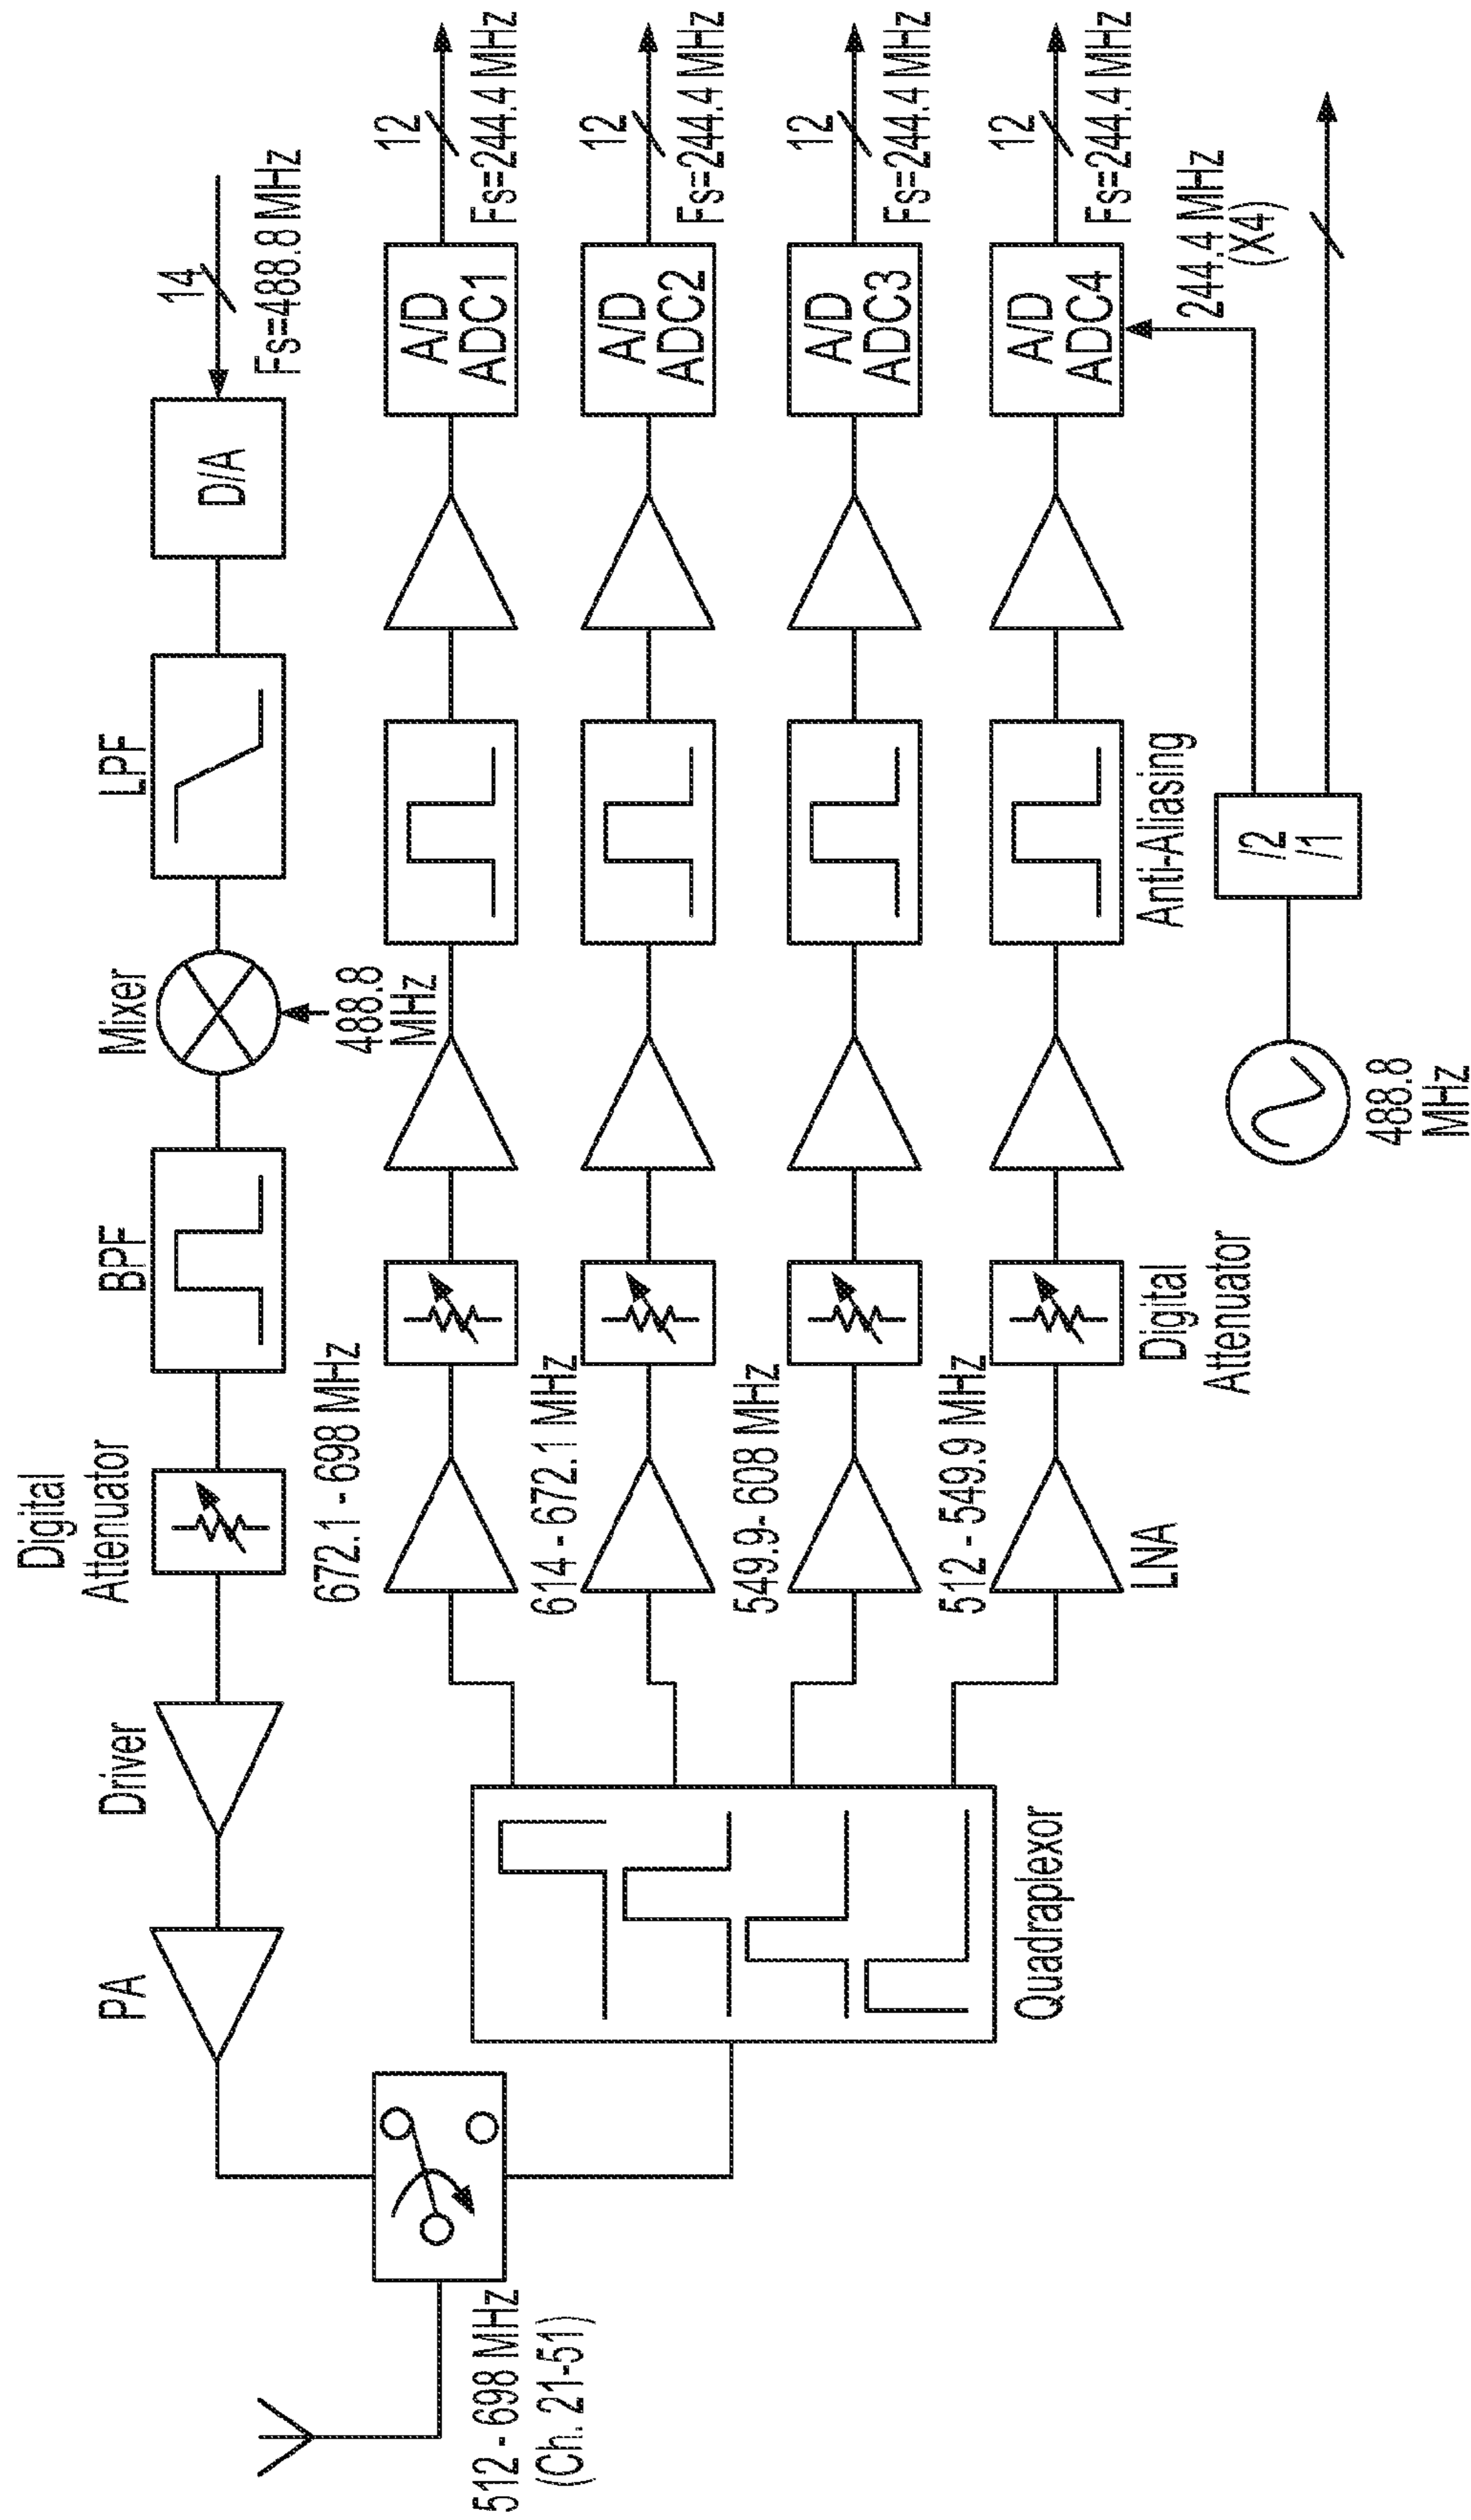 512 - 698 MHz
(Ch. 21-51)
PA
Driver
Digital
Attenuator
BPF
Mixer
488.8
MHz
LPF
D/A
14
Fs=488.8 MHz
Quadraplexor
672.1 - 698 MHz
A/D
ADC1
12
Fs=244.4 MHz
614 - 672.1 MHz
A/D
ADC2
12
Fs=244.4 MHz
549.9- 608 MHz
A/D
ADC3
12
Fs=244.4 MHz
512 - 549.9 MHz
LNA
Digital
Attenuator
Anti-Aliasing
A/D
ADC4
12
Fs=244.4 MHz
244.4 MHz
(X4)
/2
/1
488.8
MHz